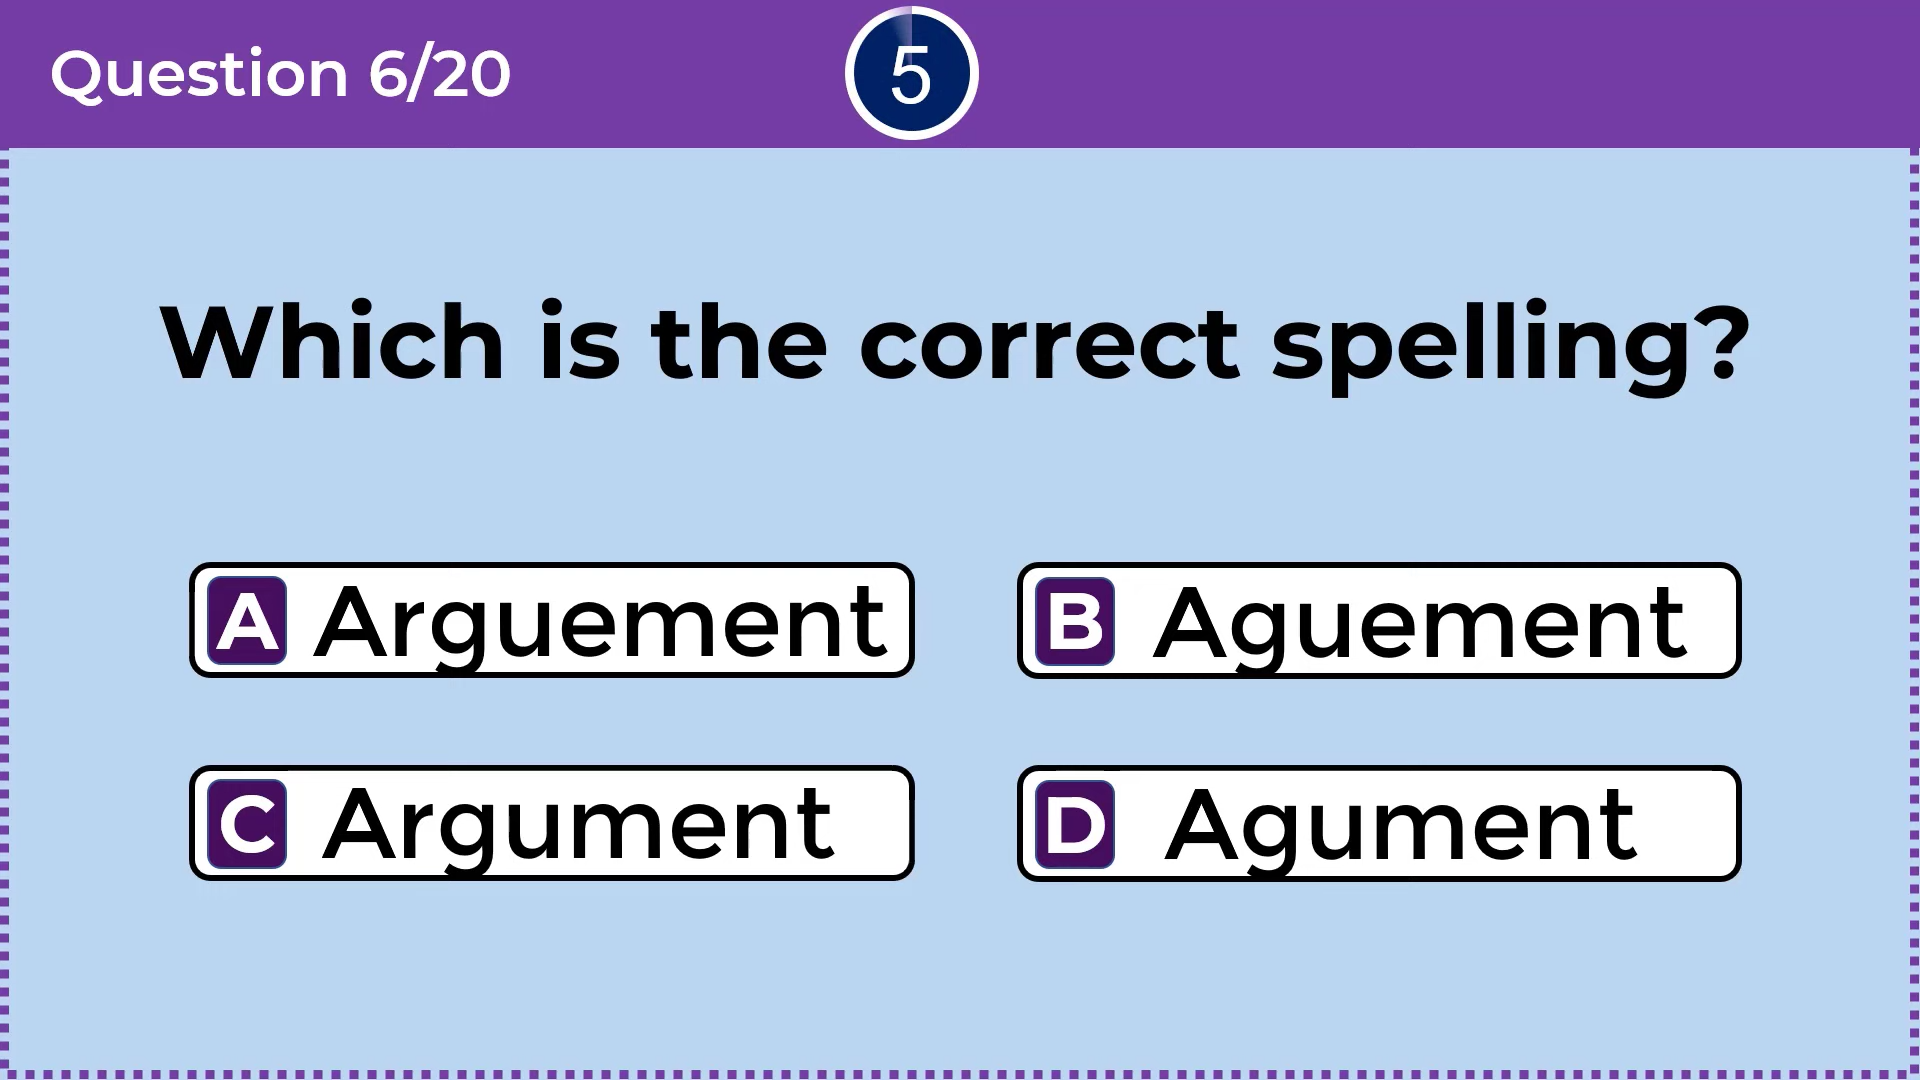 Question 6/20
5
Which is the correct spelling?
A Arguement
B Aguement
C Argument
D Agument